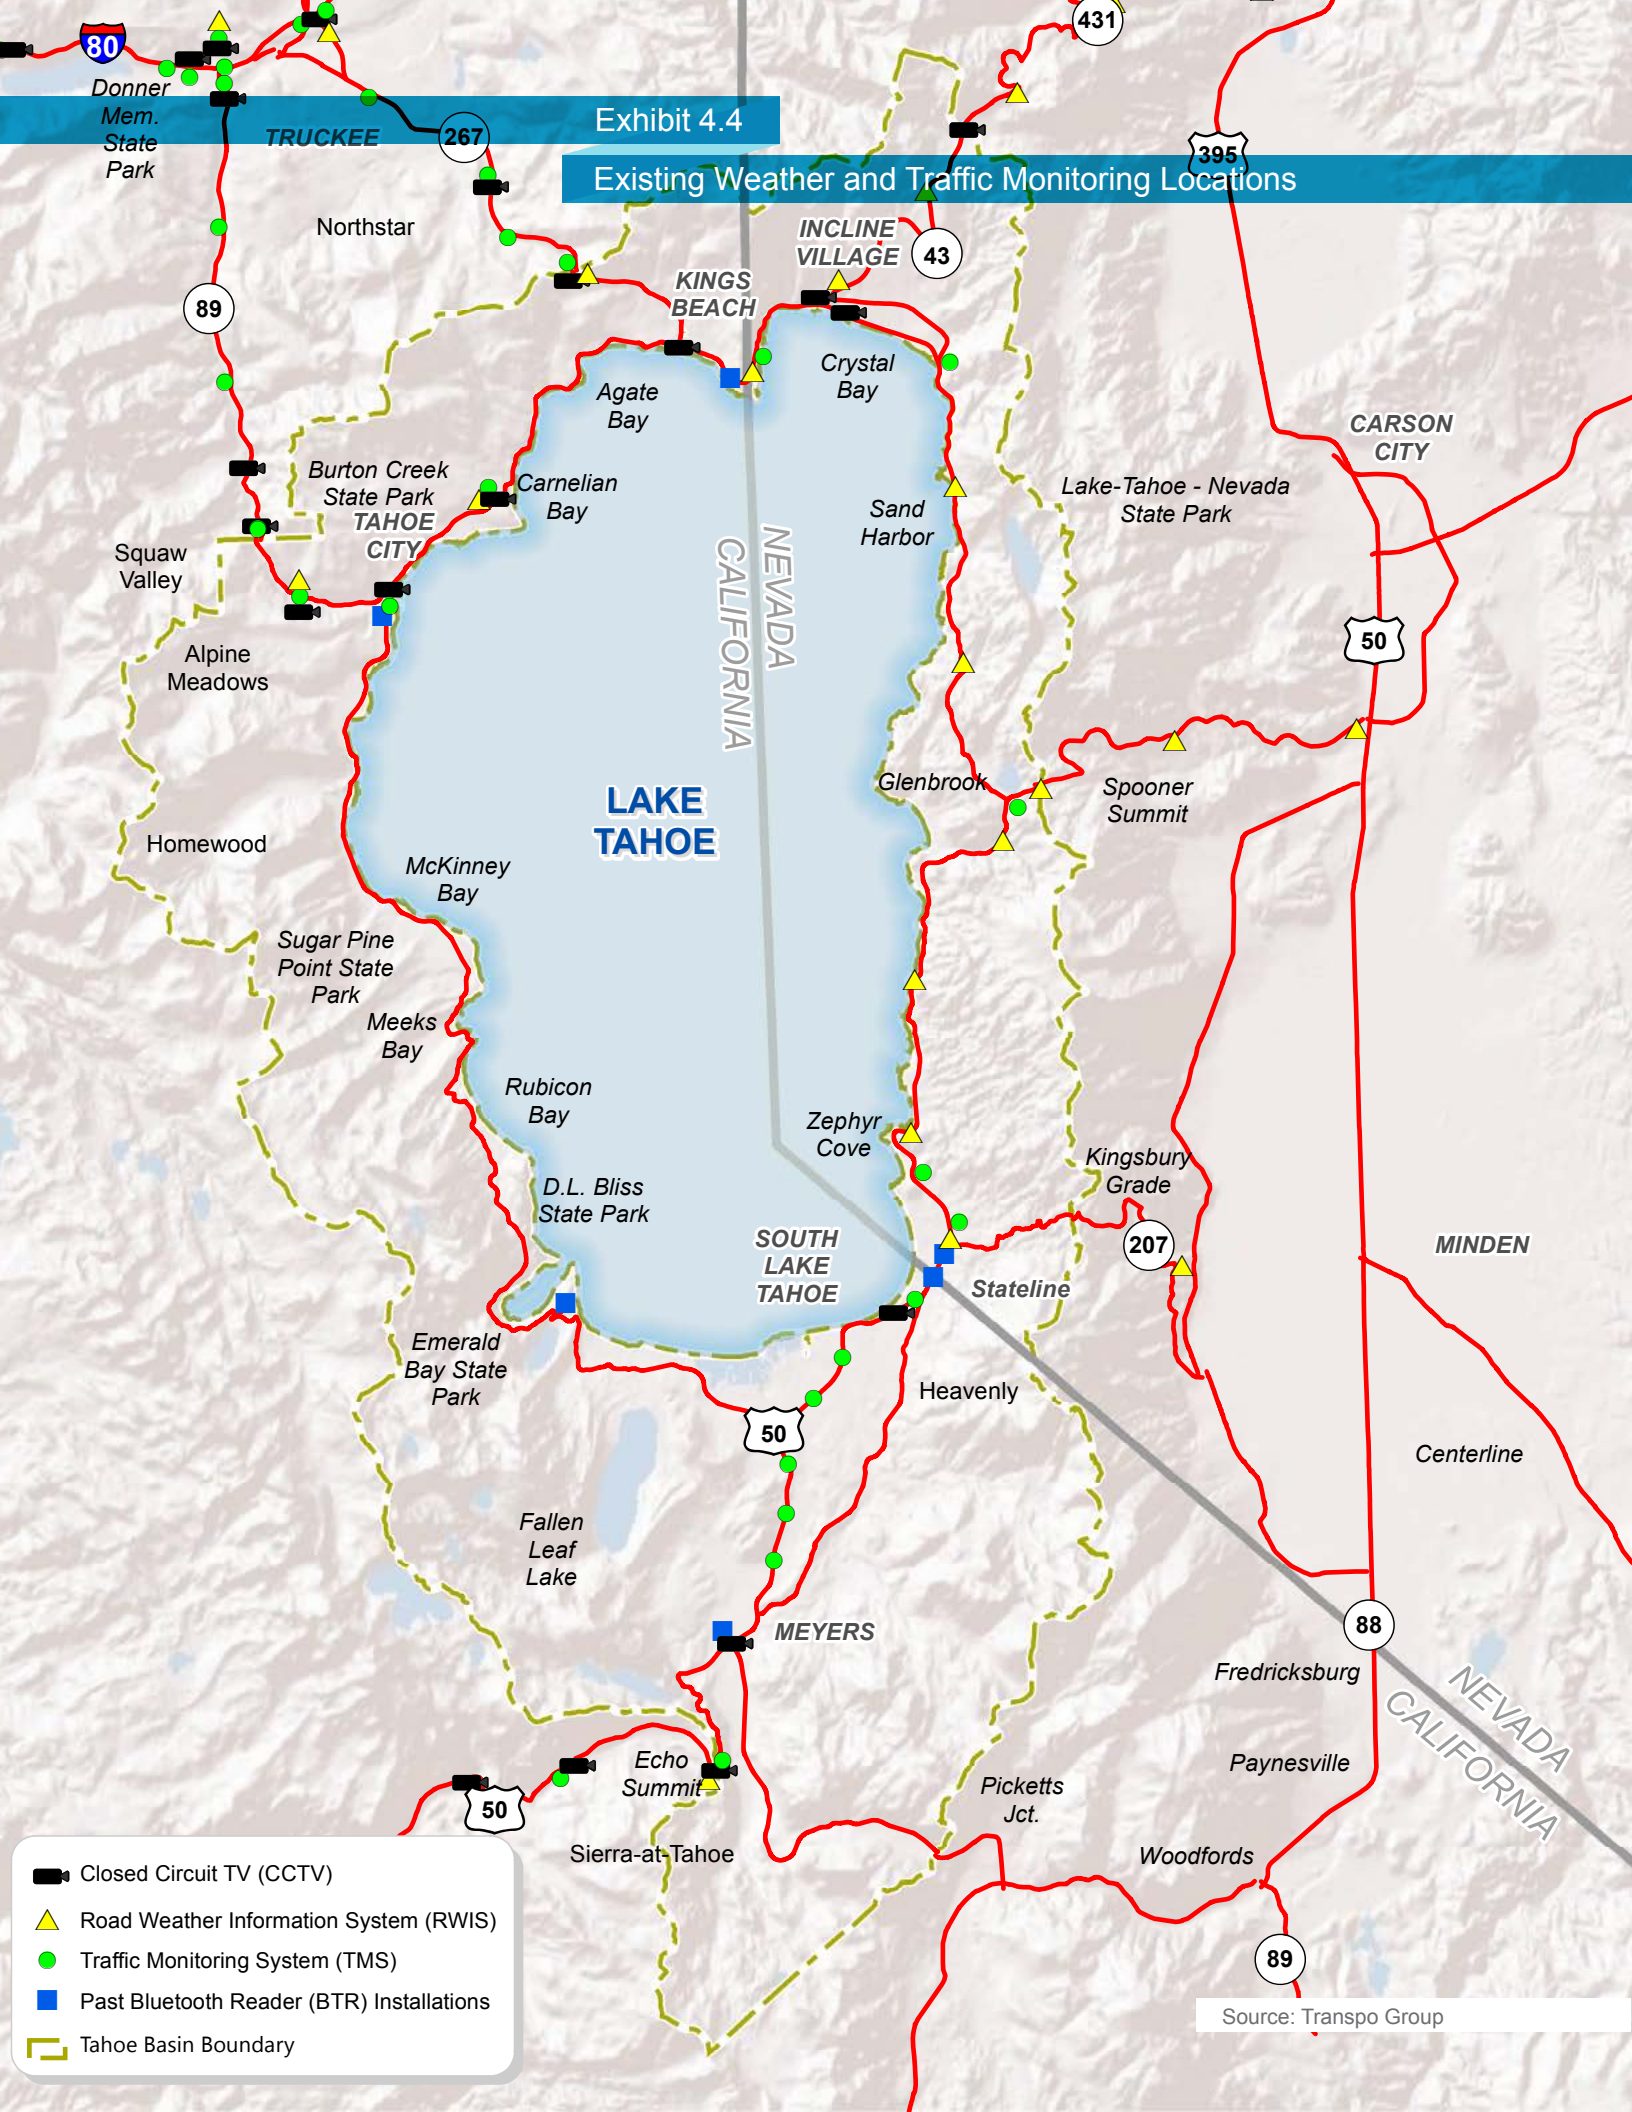 431
80
Donner
Mem.
State
Park
Exhibit 4.4
TRUCKEE
267
395
Existing Weather and Traffic Monitoring Locations
Northstar
INCLINE
VILLAGE
43
KINGS
BEACH
89
Crystal
Bay
Agate
Bay
CARSON
CITY
Burton Creek
State Park
Carnelian
Bay
Lake-Tahoe - Nevada
State Park
TAHOE
CITY
Sand
Harbor
Squaw
Valley
NEVADA
CALIFORNIA
50
Alpine
Meadows
Glenbrook
Spooner
Summit
LAKE
TAHOE
Homewood
McKinney
Bay
Sugar Pine
Point State
Park
Meeks
Bay
Rubicon
Bay
Zephyr
Cove
Kingsbury
Grade
D.L. Bliss
State Park
SOUTH
LAKE
TAHOE
207
MINDEN
Stateline
Emerald
Bay State
Park
Heavenly
50
Centerline
Fallen
Leaf
Lake
MEYERS
88
Fredricksburg
NEVADA
CALIFORNIA
Echo
Summit
Paynesville
Picketts
Jct.
50
Sierra-at-Tahoe
Woodfords
89
Closed Circuit TV (CCTV)
Road Weather Information System (RWIS)
Traffic Monitoring System (TMS)
Past Bluetooth Reader (BTR) Installations
Tahoe Basin Boundary
Source: Transpo Group